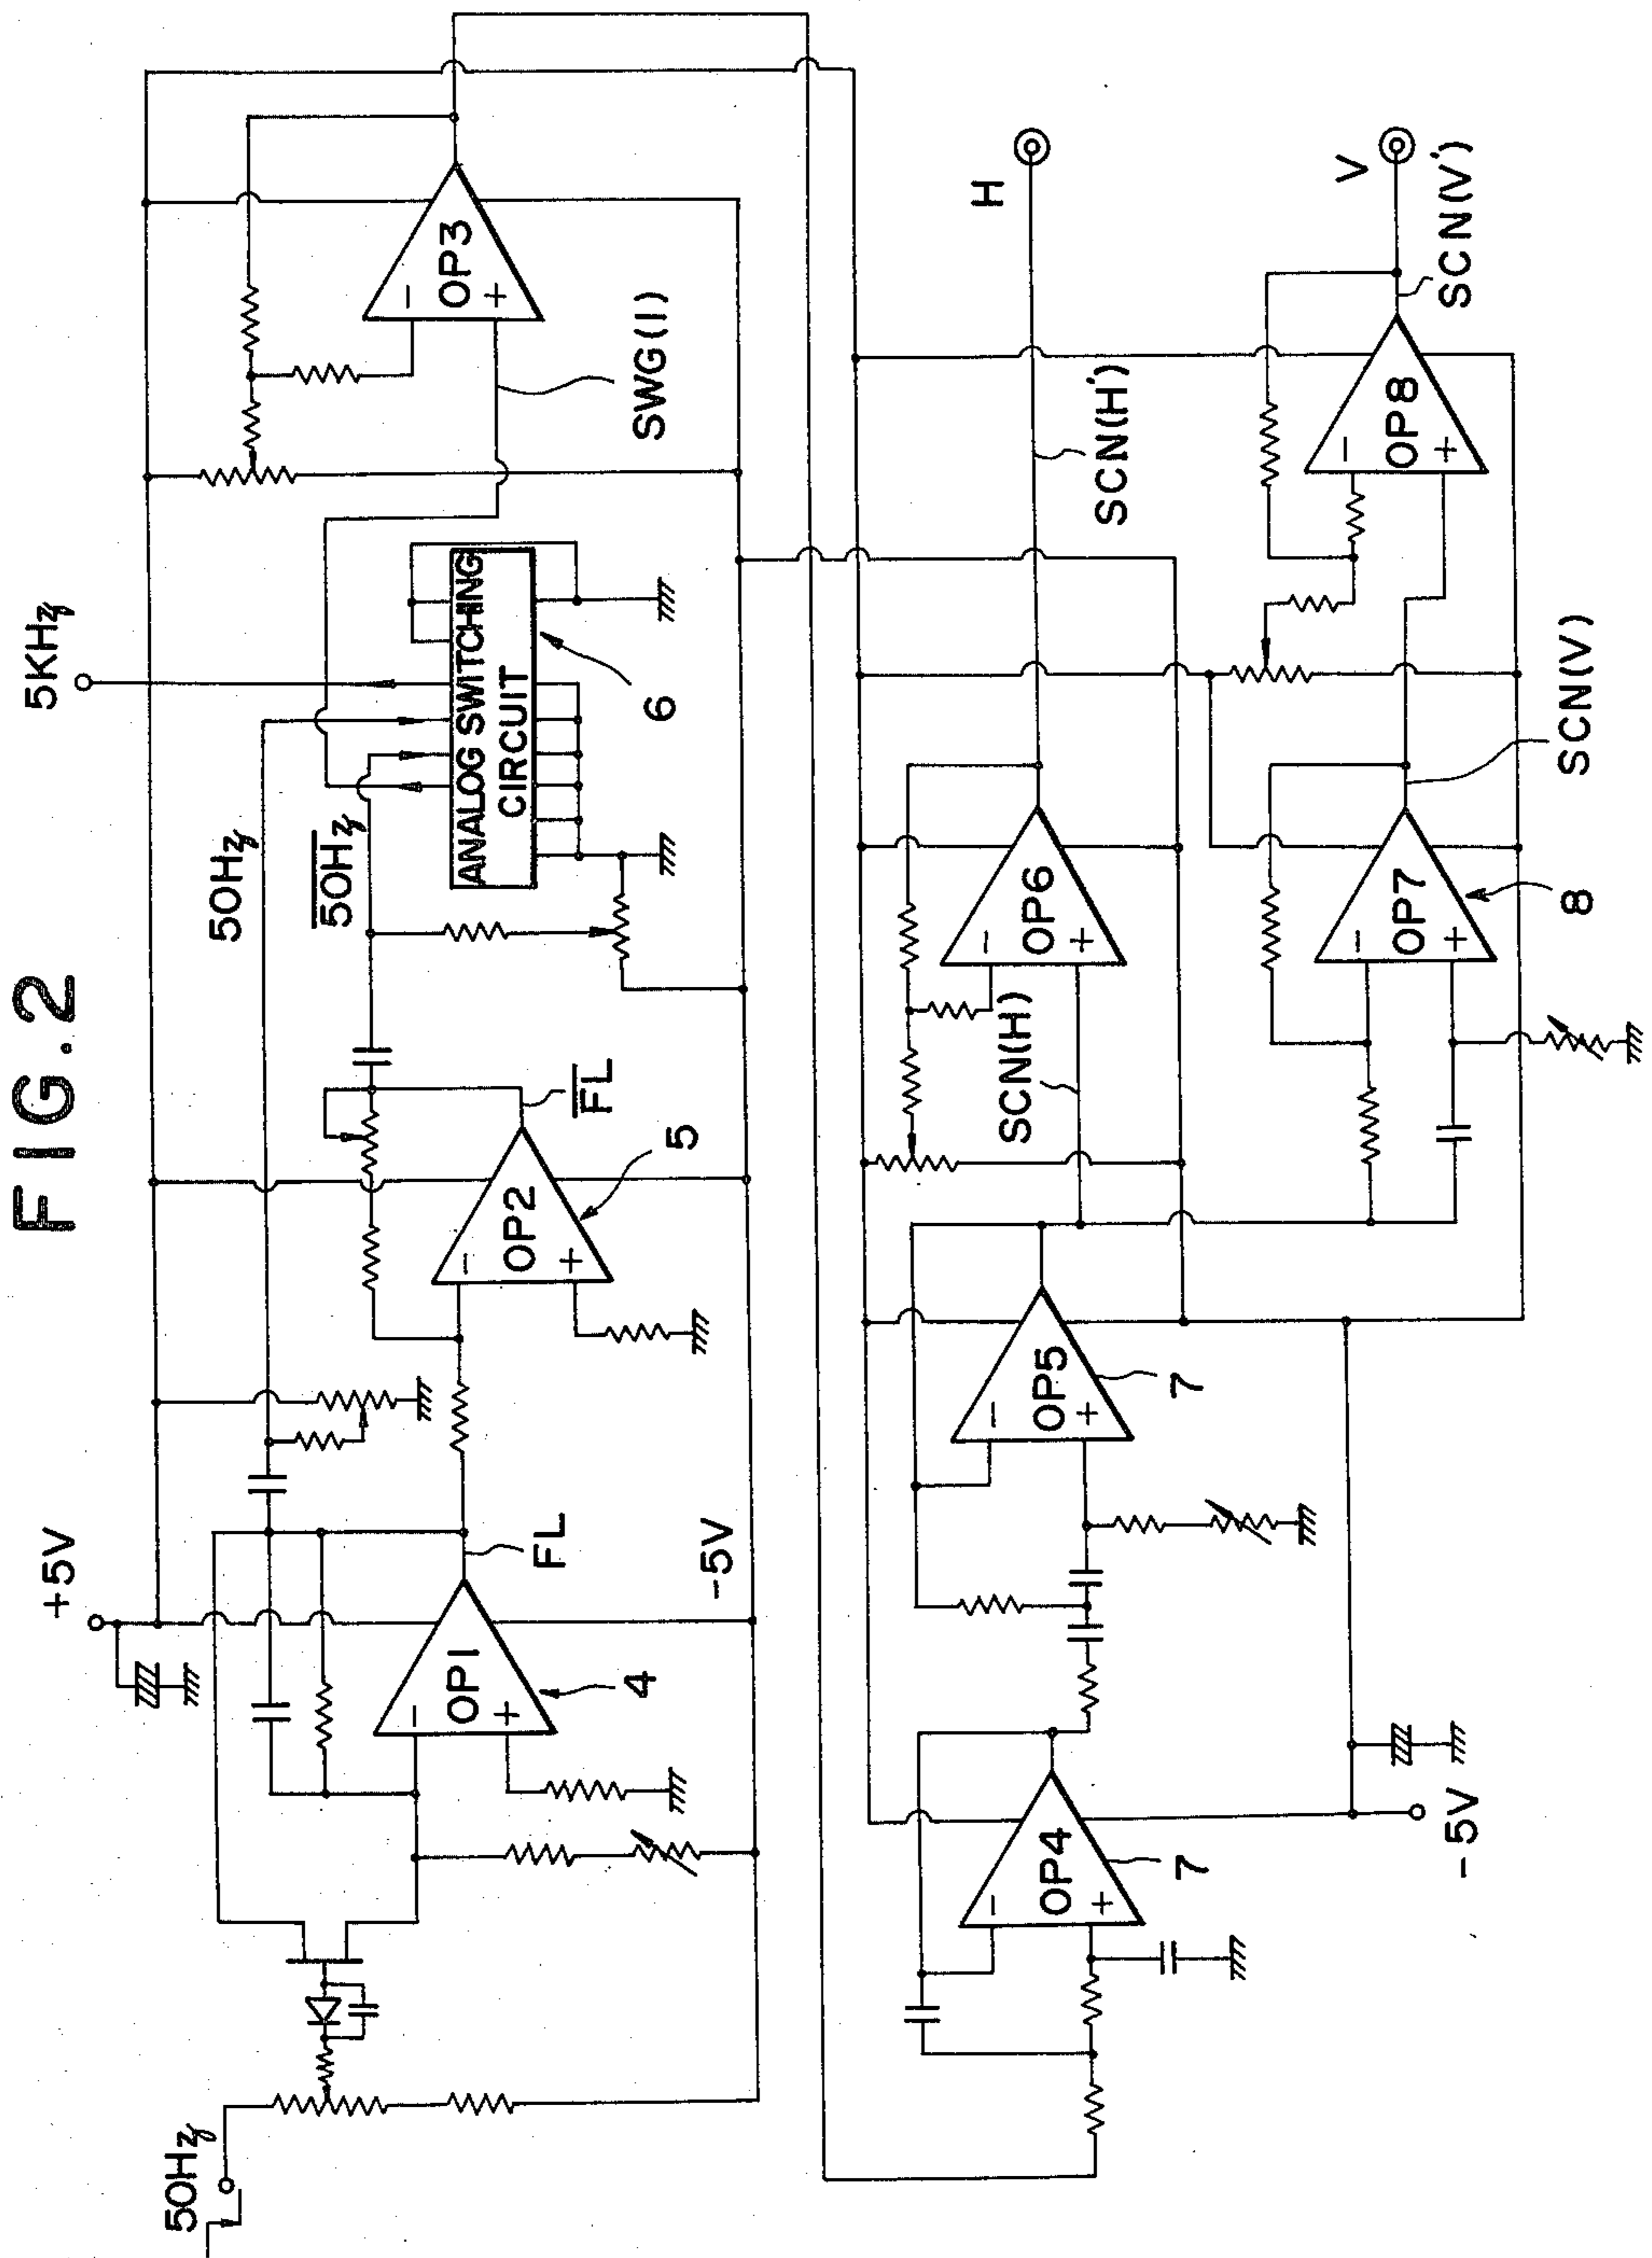 FIG.2
5KHz
50Hz
50Hz
ANALOG SWITCHING
CIRCUIT
6
+5V
50Hz
OP1
-
+
4
FL
-5V
OP2
-
+
5
FL
OP3
-
+
SWG(I)
OP4
-
+
7
-5V
OP5
-
+
7
SCN(H)
OP6
-
+
SCN(H')
H
OP7
-
+
8
SCN(V)
OP8
-
+
SCN(V')
V